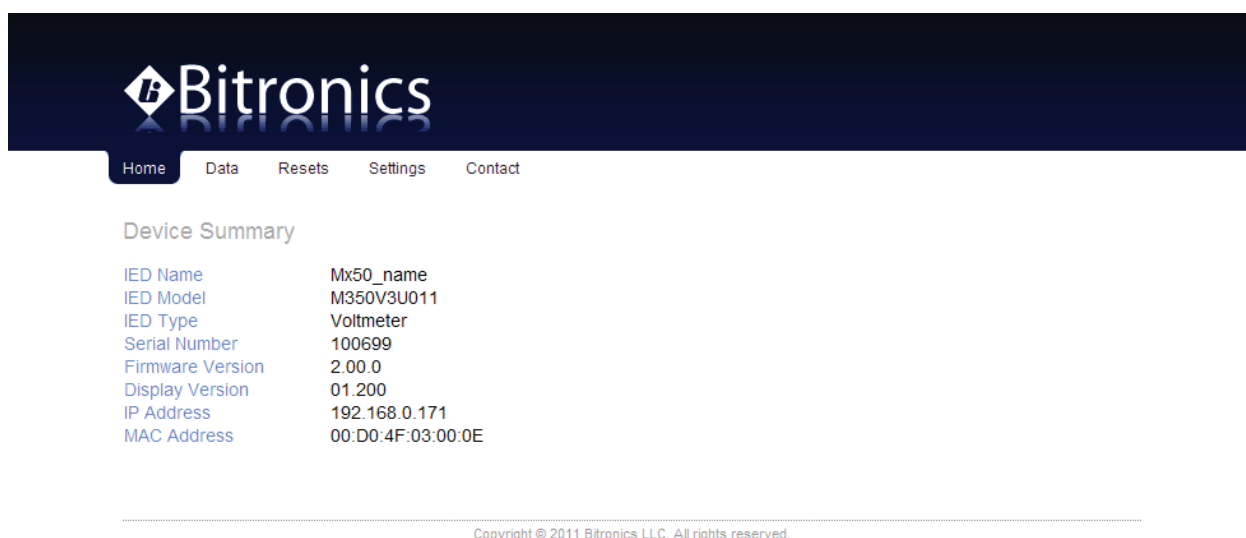 Bitronics
Home Data Resets Settings Contact
Device Summary
IED Name Mx50_name
IED Model M350V3U011
IED Type Voltmeter
Serial Number 100699
Firmware Version 2.00.0
Display Version 01.200
IP Address 192.168.0.171
MAC Address 00:D0:4F:03:00:0E
Copyright © 2011 Bitronics LLC. All rights reserved.